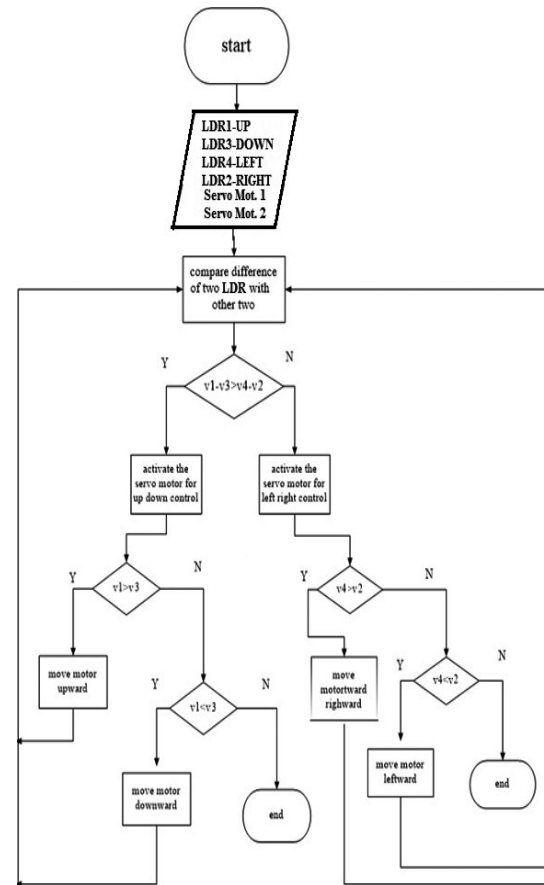 start
LDR1-UP
LDR3-DOWN
LDR4-LEFT
LDR2-RIGHT
Servo Mot. 1
Servo Mot. 2
compare difference
of two LDR with
other two
Y
N
v1-v3>v4-v2
activate the
servo motor for
up down control
activate the
servo motor for
left right control
Y
v1>v3
N
Y
v4>v2
N
move motor
upward
Y
v1<v3
N
move
motortward
righward
Y
v4<v2
N
move motor
downward
end
move motor
leftward
end